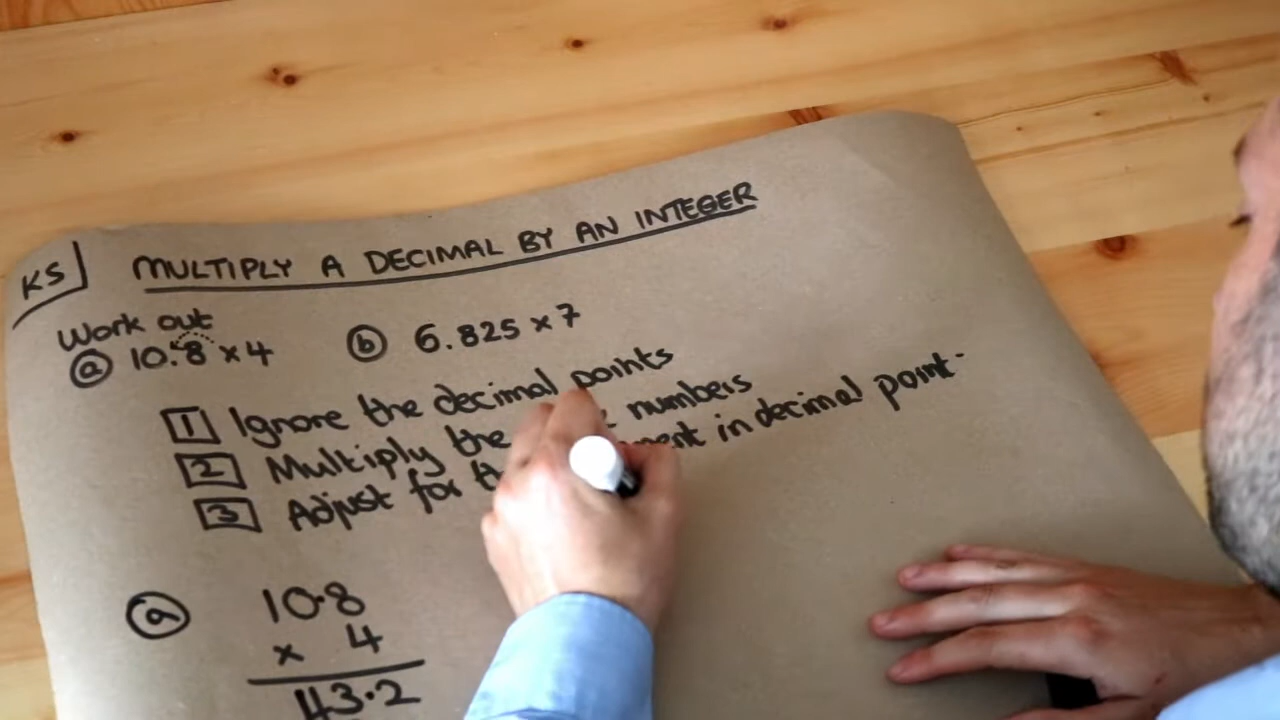 KS
MULTIPLY A DECIMAL BY AN INTEGER
Work out
a 10.8 × 4 b 6.825 × 7
1 Ignore the decimal points
2 Multiply the numbers
3 Adjust for in decimal point.
a 10.8
× 4
43.2